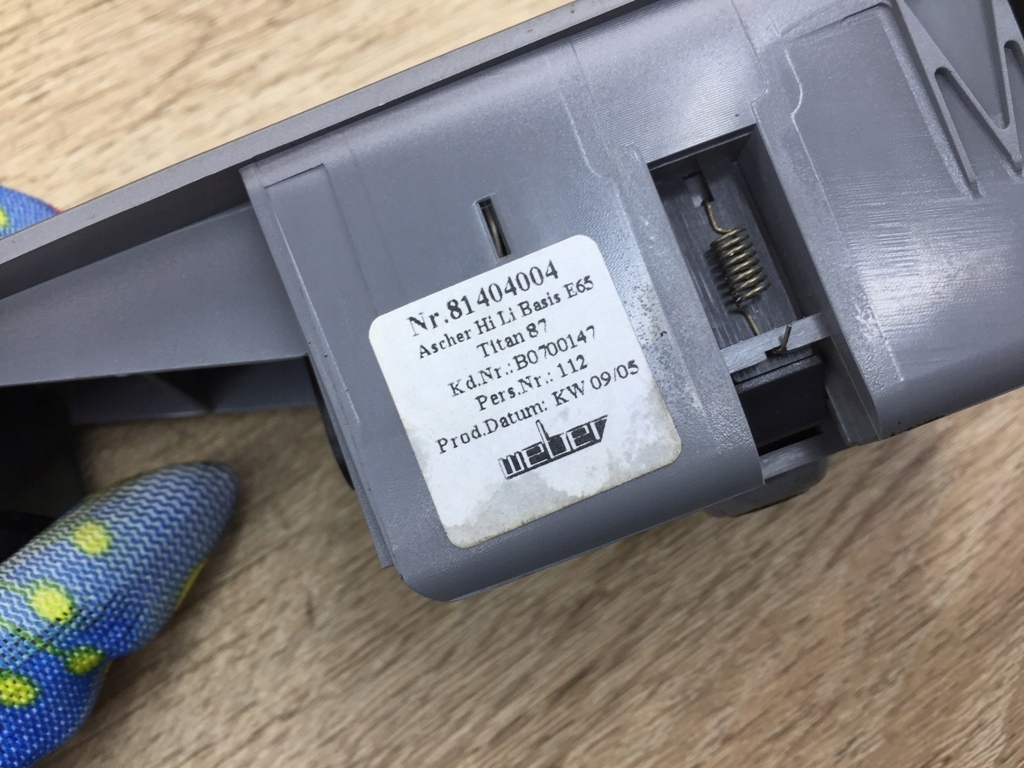 Nr.81404004
Ascher Hi Li Basis E65
Titan 87
Kd.Nr.:B0700147
Pers.Nr.: 112
Prod.Datum: KW 09/05
weber